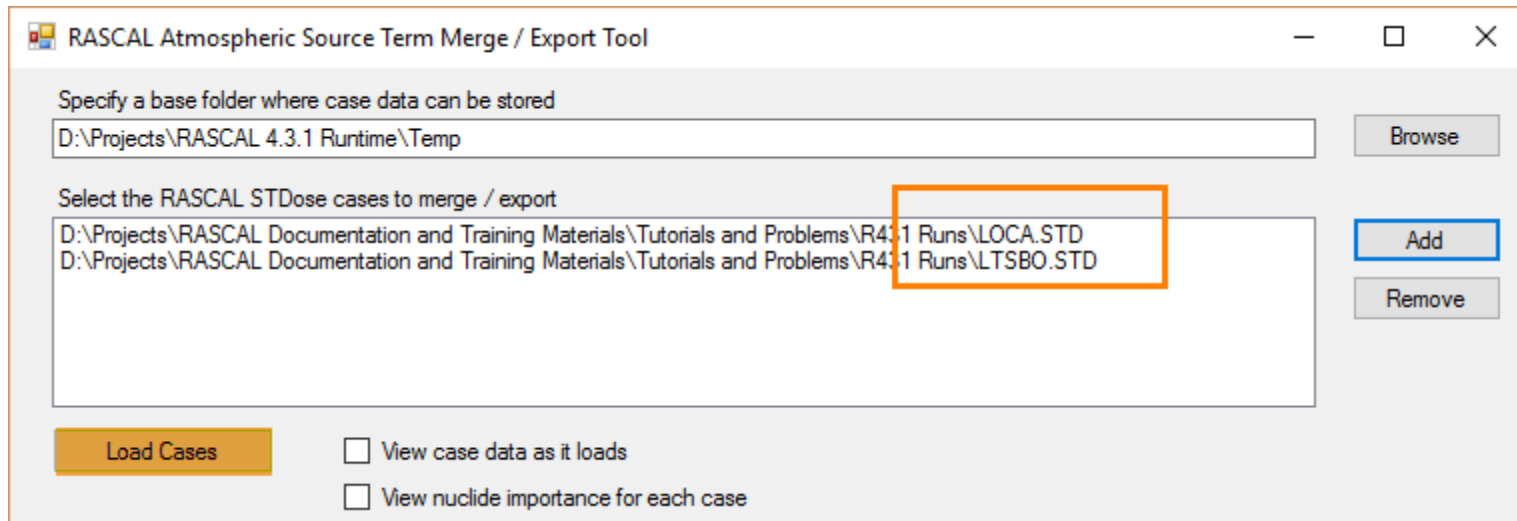 RASCAL Atmospheric Source Term Merge / Export Tool
Specify a base folder where case data can be stored
D:\Projects\RASCAL 4.3.1 Runtime\Temp
Browse
Select the RASCAL STDose cases to merge / export
D:\Projects\RASCAL Documentation and Training Materials\Tutorials and Problems\R431 Runs\LOCA.STD
D:\Projects\RASCAL Documentation and Training Materials\Tutorials and Problems\R431 Runs\LTSBO.STD
Add
Remove
Load Cases
View case data as it loads
View nuclide importance for each case